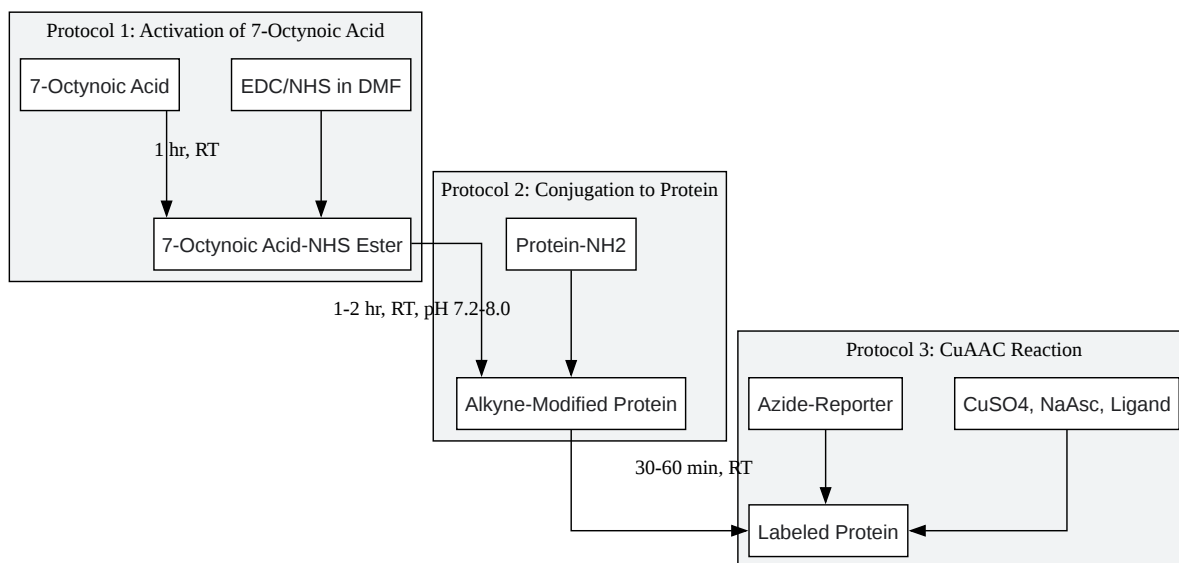 Protocol 1: Activation of 7-Octynoic Acid
7-Octynoic Acid
EDC/NHS in DMF
1 hr, RT
7-Octynoic Acid-NHS Ester
Protocol 2: Conjugation to Protein
Protein-NH2
1-2 hr, RT, pH 7.2-8.0
Alkyne-Modified Protein
Protocol 3: CuAAC Reaction
Azide-Reporter
CuSO4, NaAsc, Ligand
30-60 min, RT
Labeled Protein